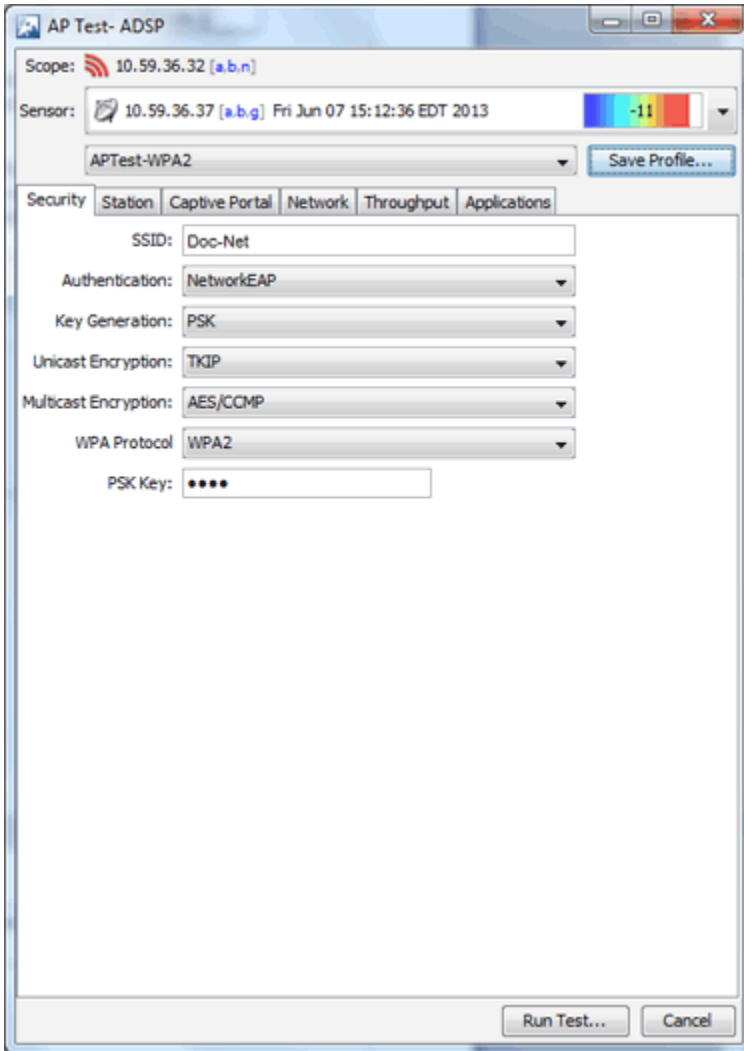 AP Test- ADSP
Scope: 10.59.36.32 [a,b,n]
Sensor: 10.59.36.37 [a,b,g] Fri Jun 07 15:12:36 EDT 2013 -11
APTest-WPA2 Save Profile...
Security Station Captive Portal Network Throughput Applications
SSID: Doc-Net
Authentication: NetworkEAP
Key Generation: PSK
Unicast Encryption: TKIP
Multicast Encryption: AES/CCMP
WPA Protocol WPA2
PSK Key: ••••
Run Test... Cancel